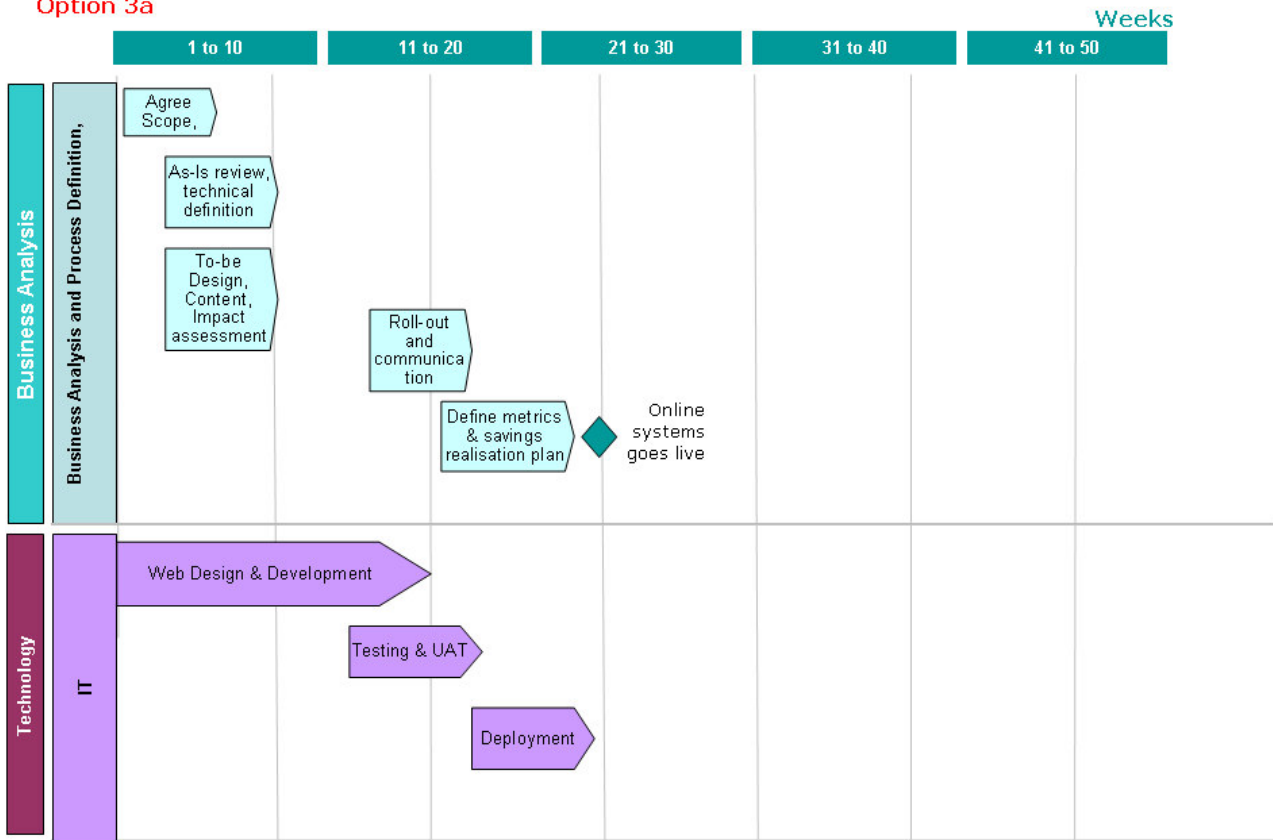 Option 3a
Weeks
1 to 10
11 to 20
21 to 30
31 to 40
41 to 50
Business Analysis
Business Analysis and Process Definition,
Agree
Scope,
As-Is review,
technical
definition
To-be
Design,
Content,
Impact
assessment
Roll-out
and
communica
tion
Define metrics
& savings
realisation plan
Online
systems
goes live
Technology
IT
Web Design & Development
Testing & UAT
Deployment